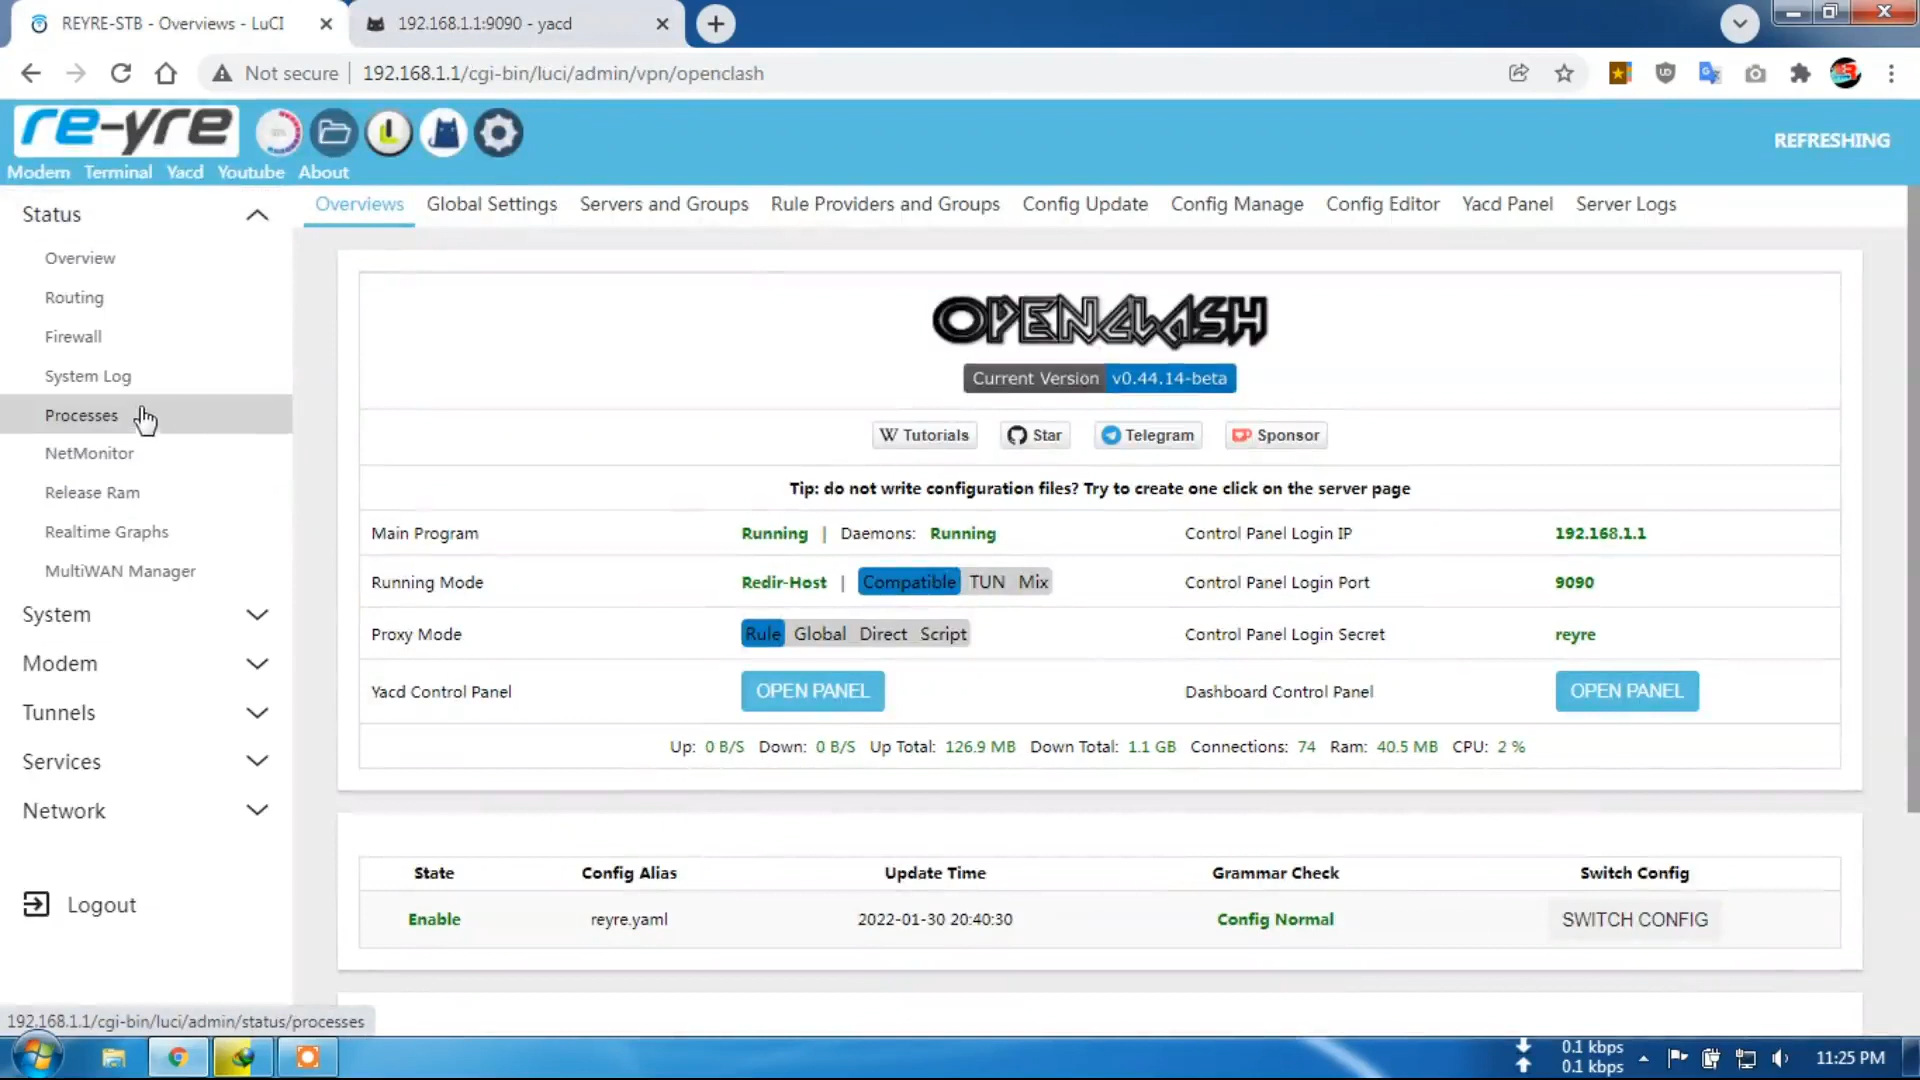 REYRE-STB - Overviews - LuCI
192.168.1.1:9090 - yacd
Not secure
192.168.1.1/cgi-bin/luci/admin/vpn/openclash
re-yre
REFRESHING
Modem Terminal Yacd Youtube About
Status
Overview
Routing
Firewall
System Log
Processes
NetMonitor
Release Ram
Realtime Graphs
MultiWAN Manager
System
Modem
Tunnels
Services
Network
Logout
Overviews Global Settings Servers and Groups Rule Providers and Groups Config Update Config Manage Config Editor Yacd Panel Server Logs
OPENCLASH
Current Version v0.44.14-beta
W Tutorials Star Telegram Sponsor
Tip: do not write configuration files? Try to create one click on the server page
Main Program Running | Daemons: Running Control Panel Login IP 192.168.1.1
Running Mode Redir-Host | Compatible TUN Mix Control Panel Login Port 9090
Proxy Mode Rule Global Direct Script Control Panel Login Secret reyre
Yacd Control Panel OPEN PANEL Dashboard Control Panel OPEN PANEL
Up: 0 B/S Down: 0 B/S Up Total: 126.9 MB Down Total: 1.1 GB Connections: 74 Ram: 40.5 MB CPU: 2 %
State Config Alias Update Time Grammar Check Switch Config
Enable reyre.yaml 2022-01-30 20:40:30 Config Normal SWITCH CONFIG
192.168.1.1/cgi-bin/luci/admin/status/processes
0.1 kbps
0.1 kbps
11:25 PM